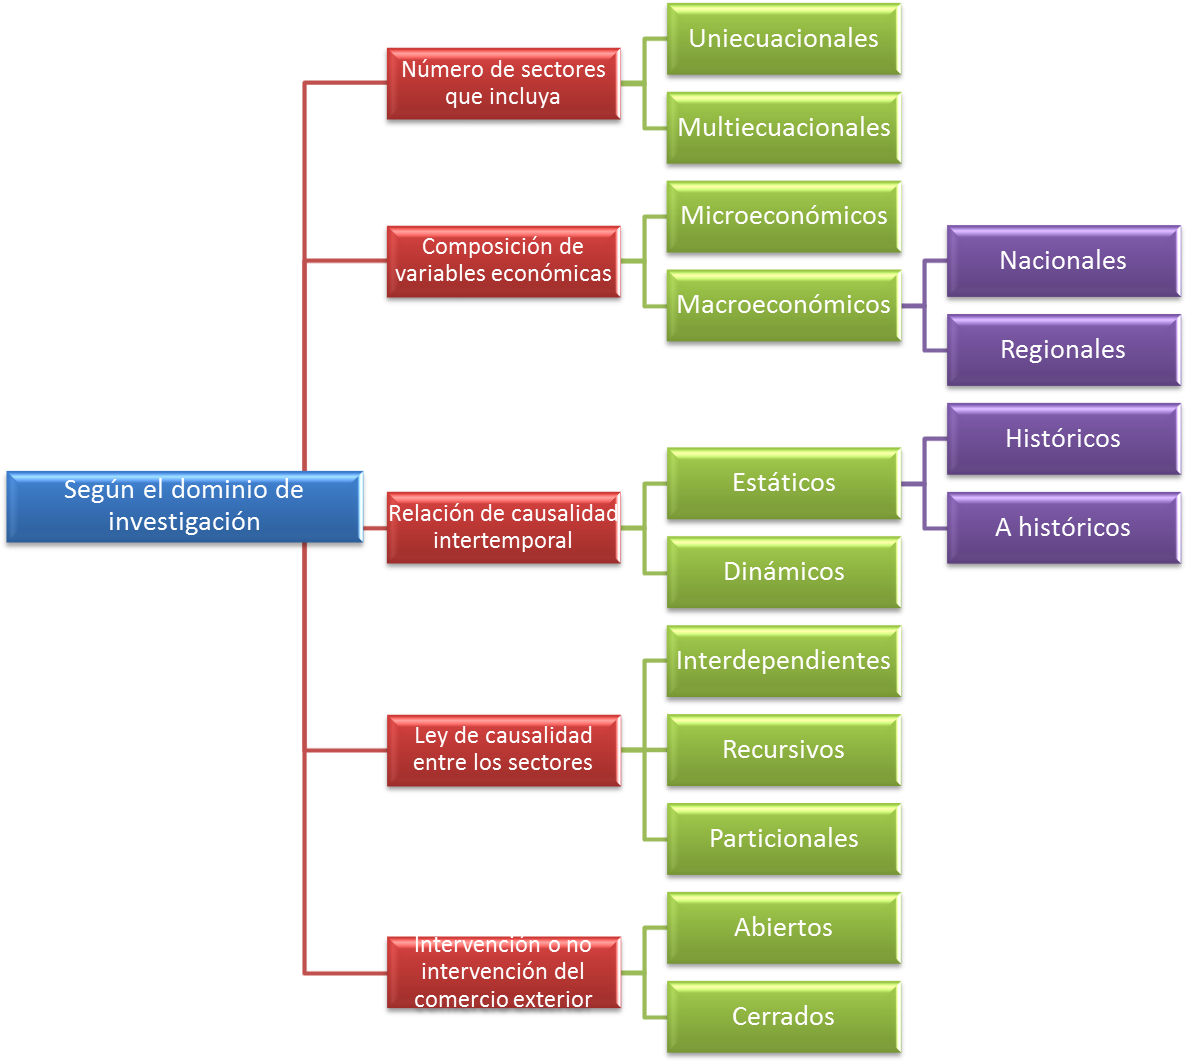 Según el dominio de
investigación
Número de sectores
que incluya
Uniecuacionales
Multiecuacionales
Composición de
variables económicas
Microeconómicos
Macroeconómicos
Nacionales
Regionales
Relación de causalidad
intertemporal
Estáticos
Históricos
A históricos
Dinámicos
Ley de causalidad
entre los sectores
Interdependientes
Recursivos
Particionales
Intervención o no
intervención del
comercio exterior
Abiertos
Cerrados